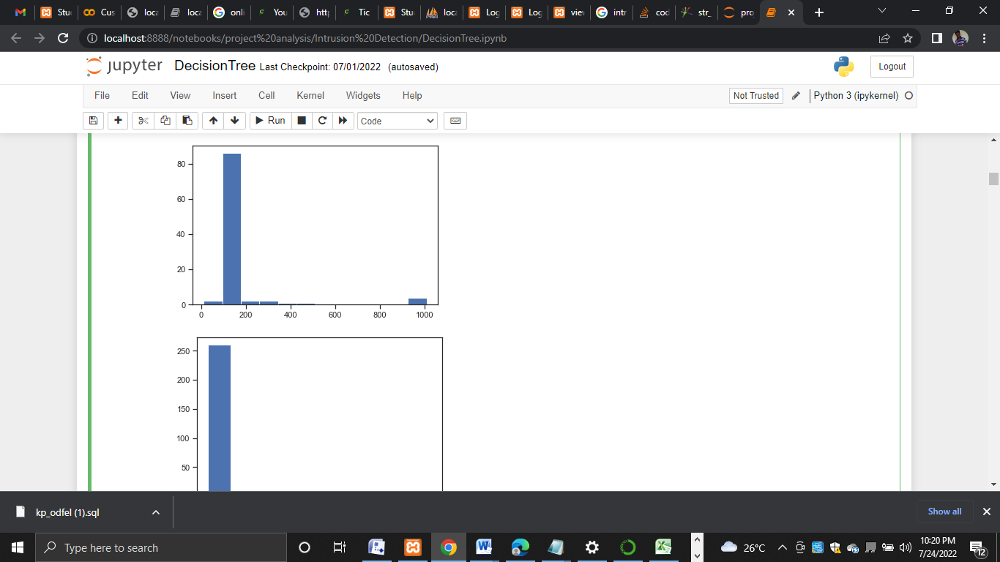 Stu Cus loca loca onli You http Tic Stu loca Log Log view intr cod str_ pro
localhost:8888/notebooks/project%20analysis/Intrusion%20Detection/DecisionTree.ipynb
jupyter DecisionTree Last Checkpoint: 07/01/2022 (autosaved) Logout
File Edit View Insert Cell Kernel Widgets Help Not Trusted Python 3 (ipykernel)
Run Code
80
60
40
20
0
0 200 400 600 800 1000
250
200
150
100
50
kp_odfel (1).sql Show all
Type here to search 26°C 10:20 PM
7/24/2022 12